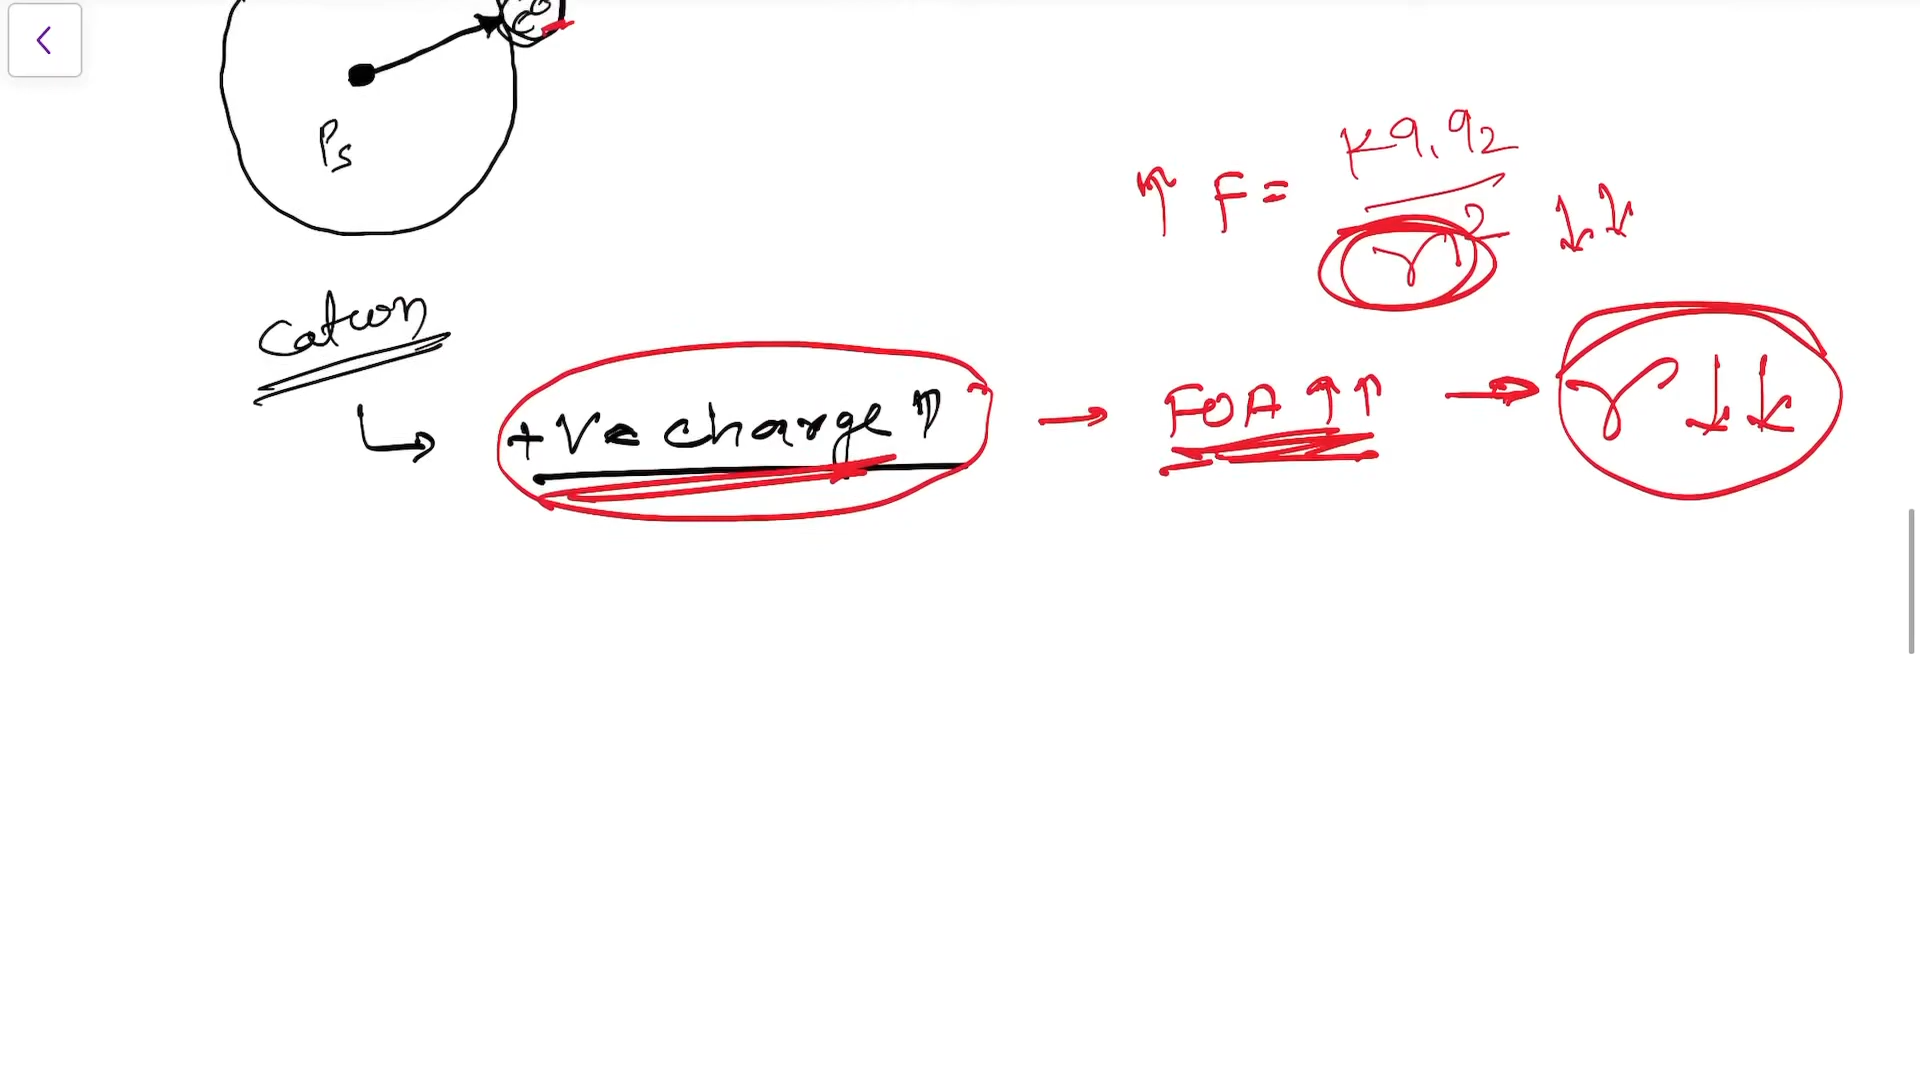 Ps
↑ F = Kq₁q₂ / r² ↓↓
Cation
↳ +ve charge ↑ → FOA ↑↑ → r ↓↓